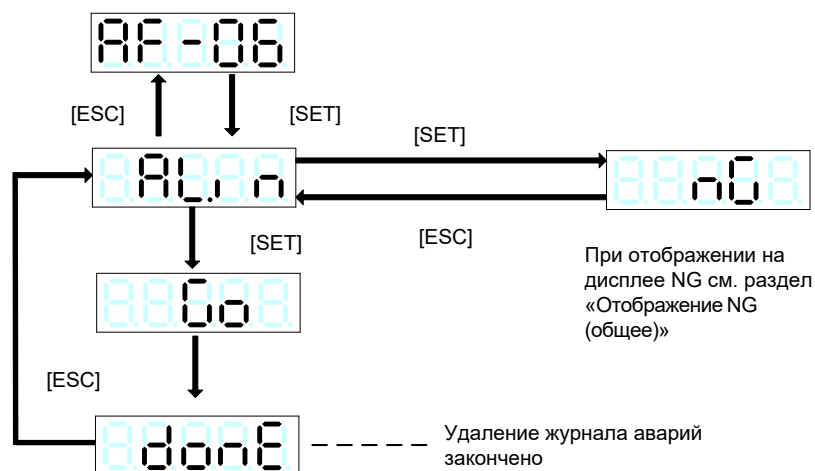 AF-06
[ESC]
[SET]
[SET]
AL. n
nG
[ESC]
[SET]
При отображении на
дисплее NG см. раздел
«Отображение NG
(общее)»
Go
[ESC]
donE
Удаление журнала аварий
закончено